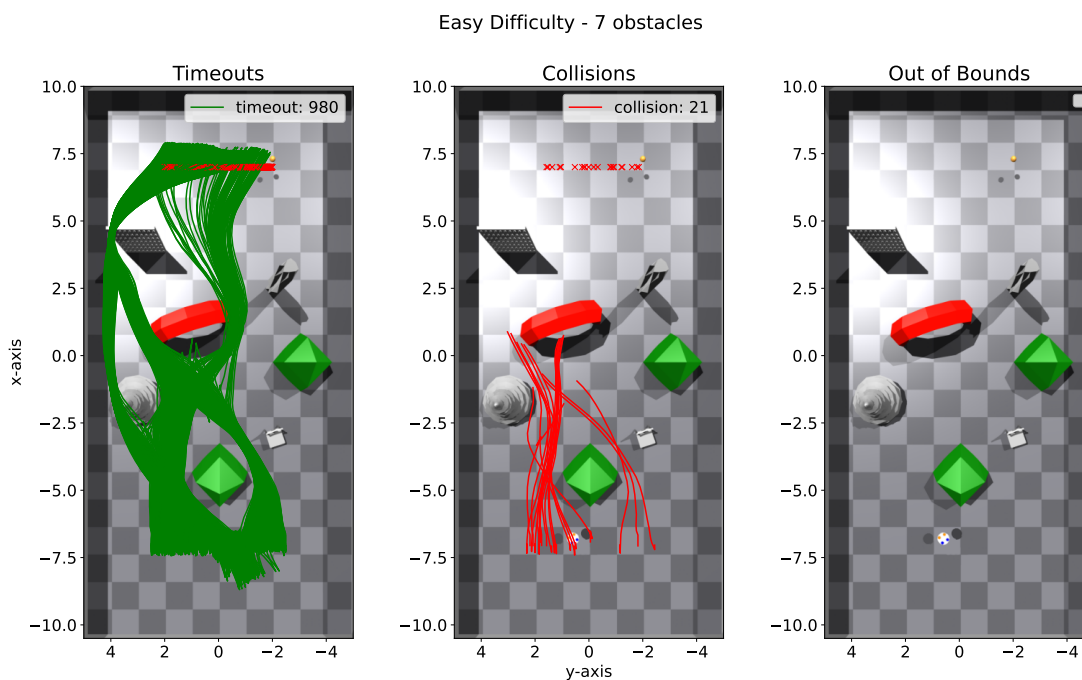 Easy Difficulty - 7 obstacles
Timeouts
Collisions
Out of Bounds
timeout: 980
collision: 21
x-axis
10.0
7.5
5.0
2.5
0.0
−2.5
−5.0
−7.5
−10.0
4 2 0 −2 −4
10.0
7.5
5.0
2.5
0.0
−2.5
−5.0
−7.5
−10.0
4 2 0 −2 −4
10.0
7.5
5.0
2.5
0.0
−2.5
−5.0
−7.5
−10.0
4 2 0 −2 −4
y-axis